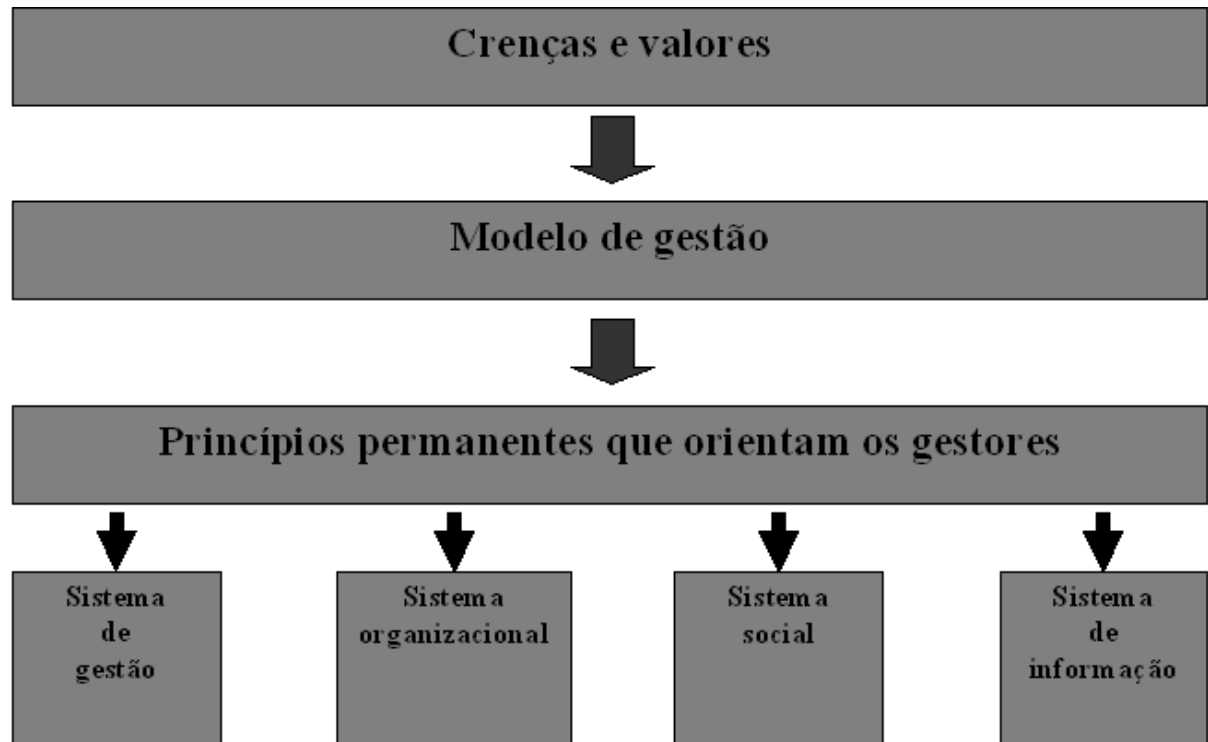 Crenças e valores
Modelo de gestão
Princípios permanentes que orientam os gestores
Sistema
de
gestão
Sistema
organizacional
Sistema
social
Sistema
de
informação